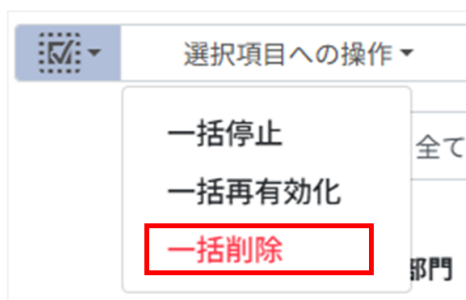 選択項目への操作
一括停止
全て
一括再有効化
一括削除
部門